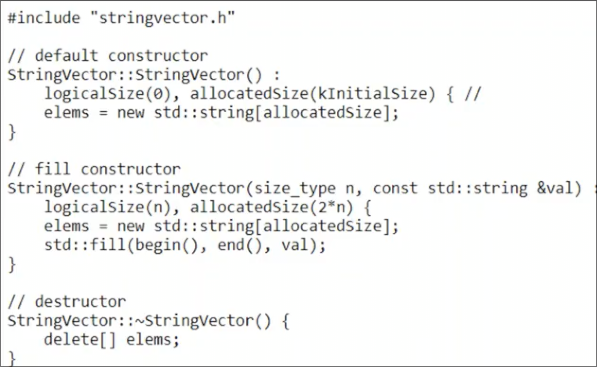 #include "stringvector.h"

// default constructor
StringVector::StringVector() :
    logicalSize(0), allocatedSize(kInitialSize) { //
    elems = new std::string[allocatedSize];
}

// fill constructor
StringVector::StringVector(size_type n, const std::string &val) :
    logicalSize(n), allocatedSize(2*n) {
    elems = new std::string[allocatedSize];
    std::fill(begin(), end(), val);
}

// destructor
StringVector::~StringVector() {
    delete[] elems;
}